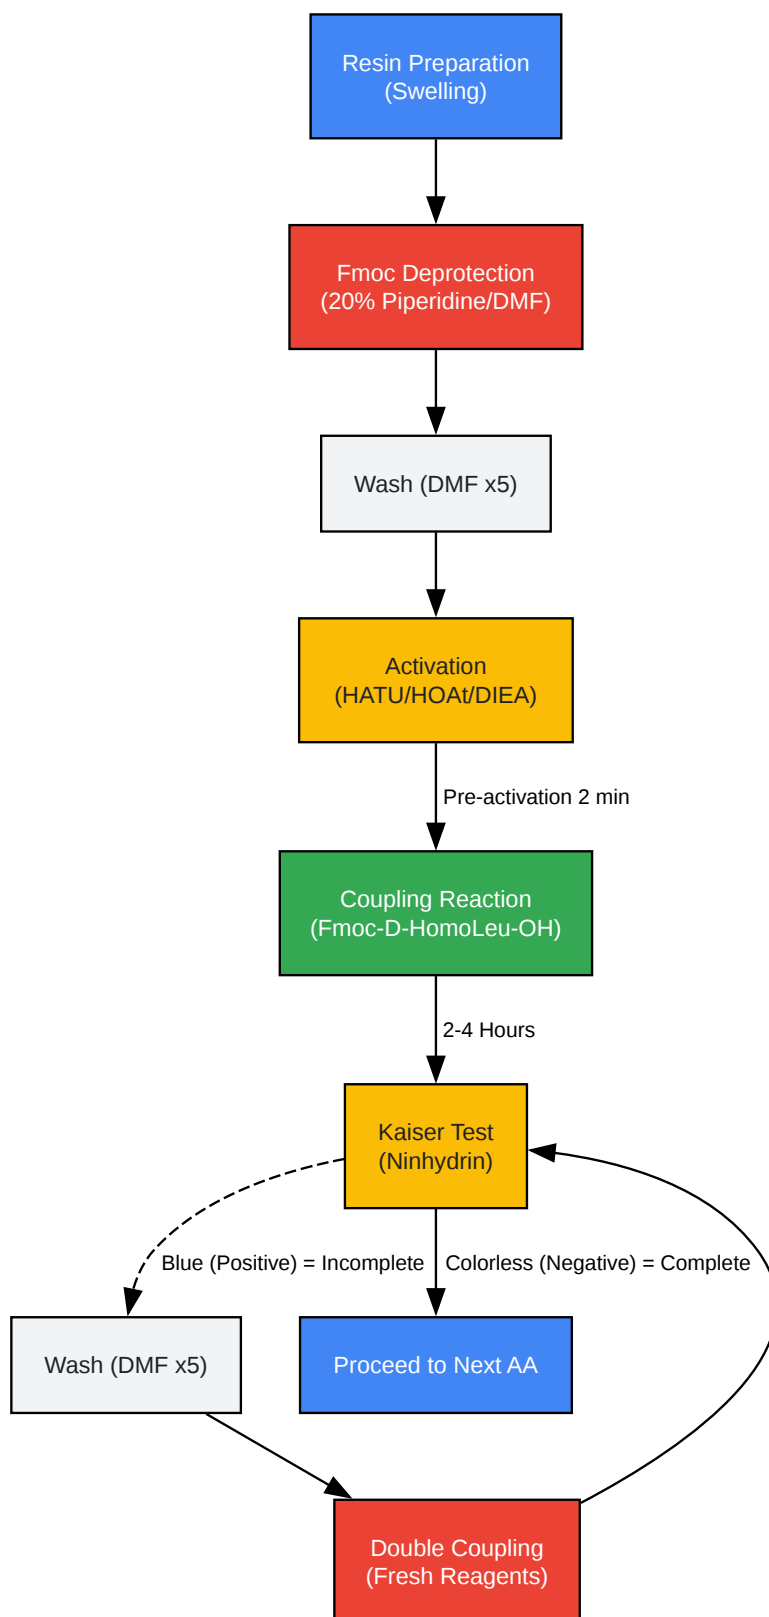 Resin Preparation
(Swelling)
Fmoc Deprotection
(20% Piperidine/DMF)
Wash (DMF x5)
Activation
(HATU/HOAt/DIEA)
Pre-activation 2 min
Coupling Reaction
(Fmoc-D-HomoLeu-OH)
2-4 Hours
Kaiser Test
(Ninhydrin)
Blue (Positive) = Incomplete
Colorless (Negative) = Complete
Wash (DMF x5)
Proceed to Next AA
Double Coupling
(Fresh Reagents)